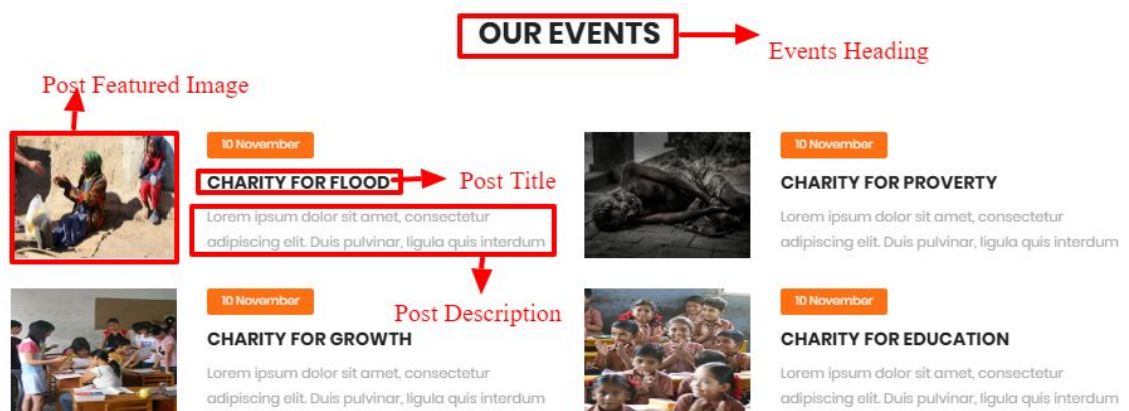 OUR EVENTS
Events Heading
Post Featured Image
10 November
CHARITY FOR FLOOD
Post Title
Lorem ipsum dolor sit amet, consectetur
adipiscing elit. Duis pulvinar, ligula quis interdum
Post Description
10 November
CHARITY FOR PROVERTY
Lorem ipsum dolor sit amet, consectetur
adipiscing elit. Duis pulvinar, ligula quis interdum
10 November
CHARITY FOR GROWTH
Lorem ipsum dolor sit amet, consectetur
adipiscing elit. Duis pulvinar, ligula quis interdum
10 November
CHARITY FOR EDUCATION
Lorem ipsum dolor sit amet, consectetur
adipiscing elit. Duis pulvinar, ligula quis interdum